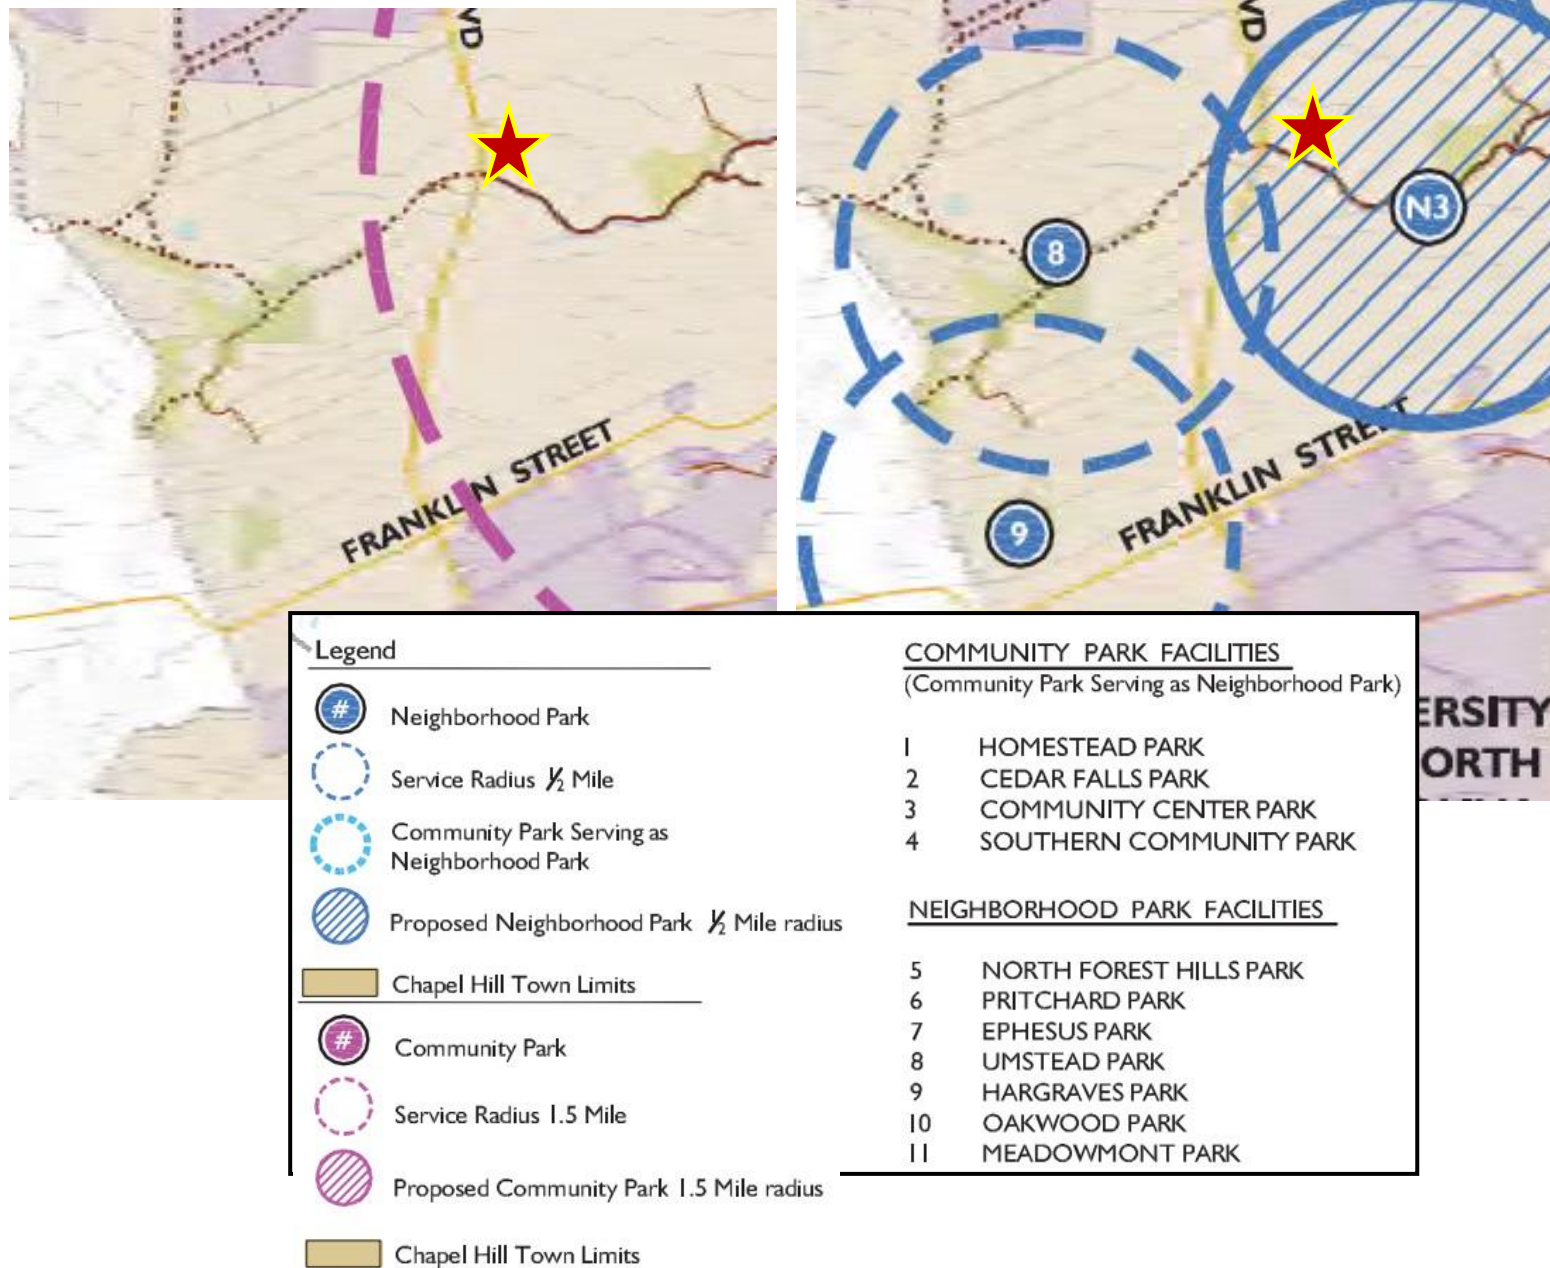 VD
FRANKLIN STREET
VD
N3
8
9
FRANKLIN STREET
ERSITY
ORTH
Legend
# Neighborhood Park
Service Radius ½ Mile
Community Park Serving as
Neighborhood Park
Proposed Neighborhood Park ½ Mile radius
Chapel Hill Town Limits
# Community Park
Service Radius 1.5 Mile
Proposed Community Park 1.5 Mile radius
Chapel Hill Town Limits
COMMUNITY PARK FACILITIES
(Community Park Serving as Neighborhood Park)
1 HOMESTEAD PARK
2 CEDAR FALLS PARK
3 COMMUNITY CENTER PARK
4 SOUTHERN COMMUNITY PARK
NEIGHBORHOOD PARK FACILITIES
5 NORTH FOREST HILLS PARK
6 PRITCHARD PARK
7 EPHESUS PARK
8 UMSTEAD PARK
9 HARGRAVES PARK
10 OAKWOOD PARK
11 MEADOWMONT PARK